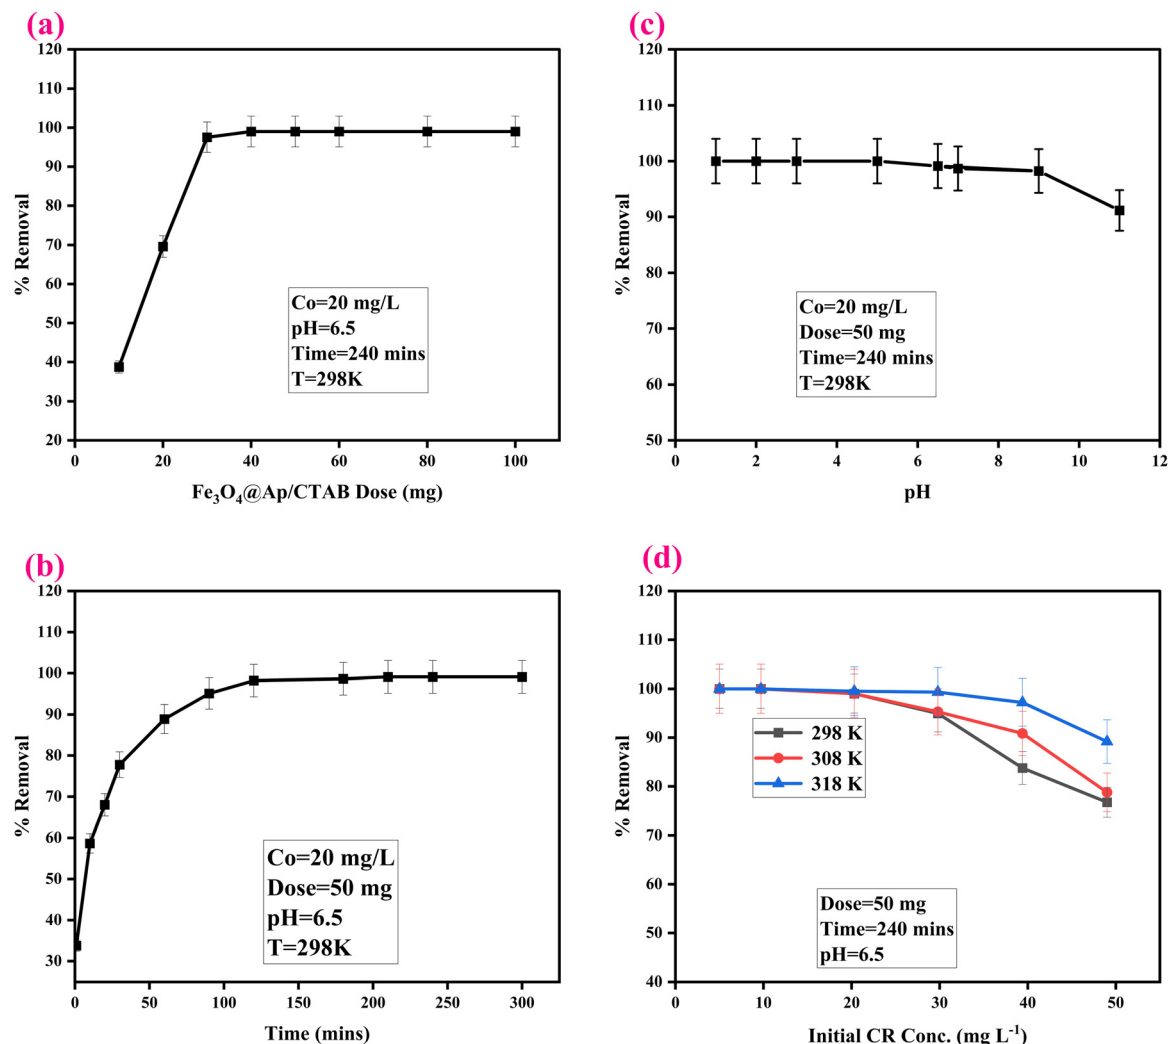 (a)
120
110
100
90
80
70
60
50
40
30
20
% Removal
Co=20 mg/L
pH=6.5
Time=240 mins
T=298K
0 20 40 60 80 100
Fe₃O₄@Ap/CTAB Dose (mg)
(c)
120
110
100
90
80
70
60
50
% Removal
Co=20 mg/L
Dose=50 mg
Time=240 mins
T=298K
0 2 4 6 8 10 12
pH
(b)
120
110
100
90
80
70
60
50
40
30
% Removal
Co=20 mg/L
Dose=50 mg
pH=6.5
T=298K
0 50 100 150 200 250 300
Time (mins)
(d)
120
110
100
90
80
70
60
50
40
% Removal
298 K
308 K
318 K
Dose=50 mg
Time=240 mins
pH=6.5
0 10 20 30 40 50
Initial CR Conc. (mg L⁻¹)